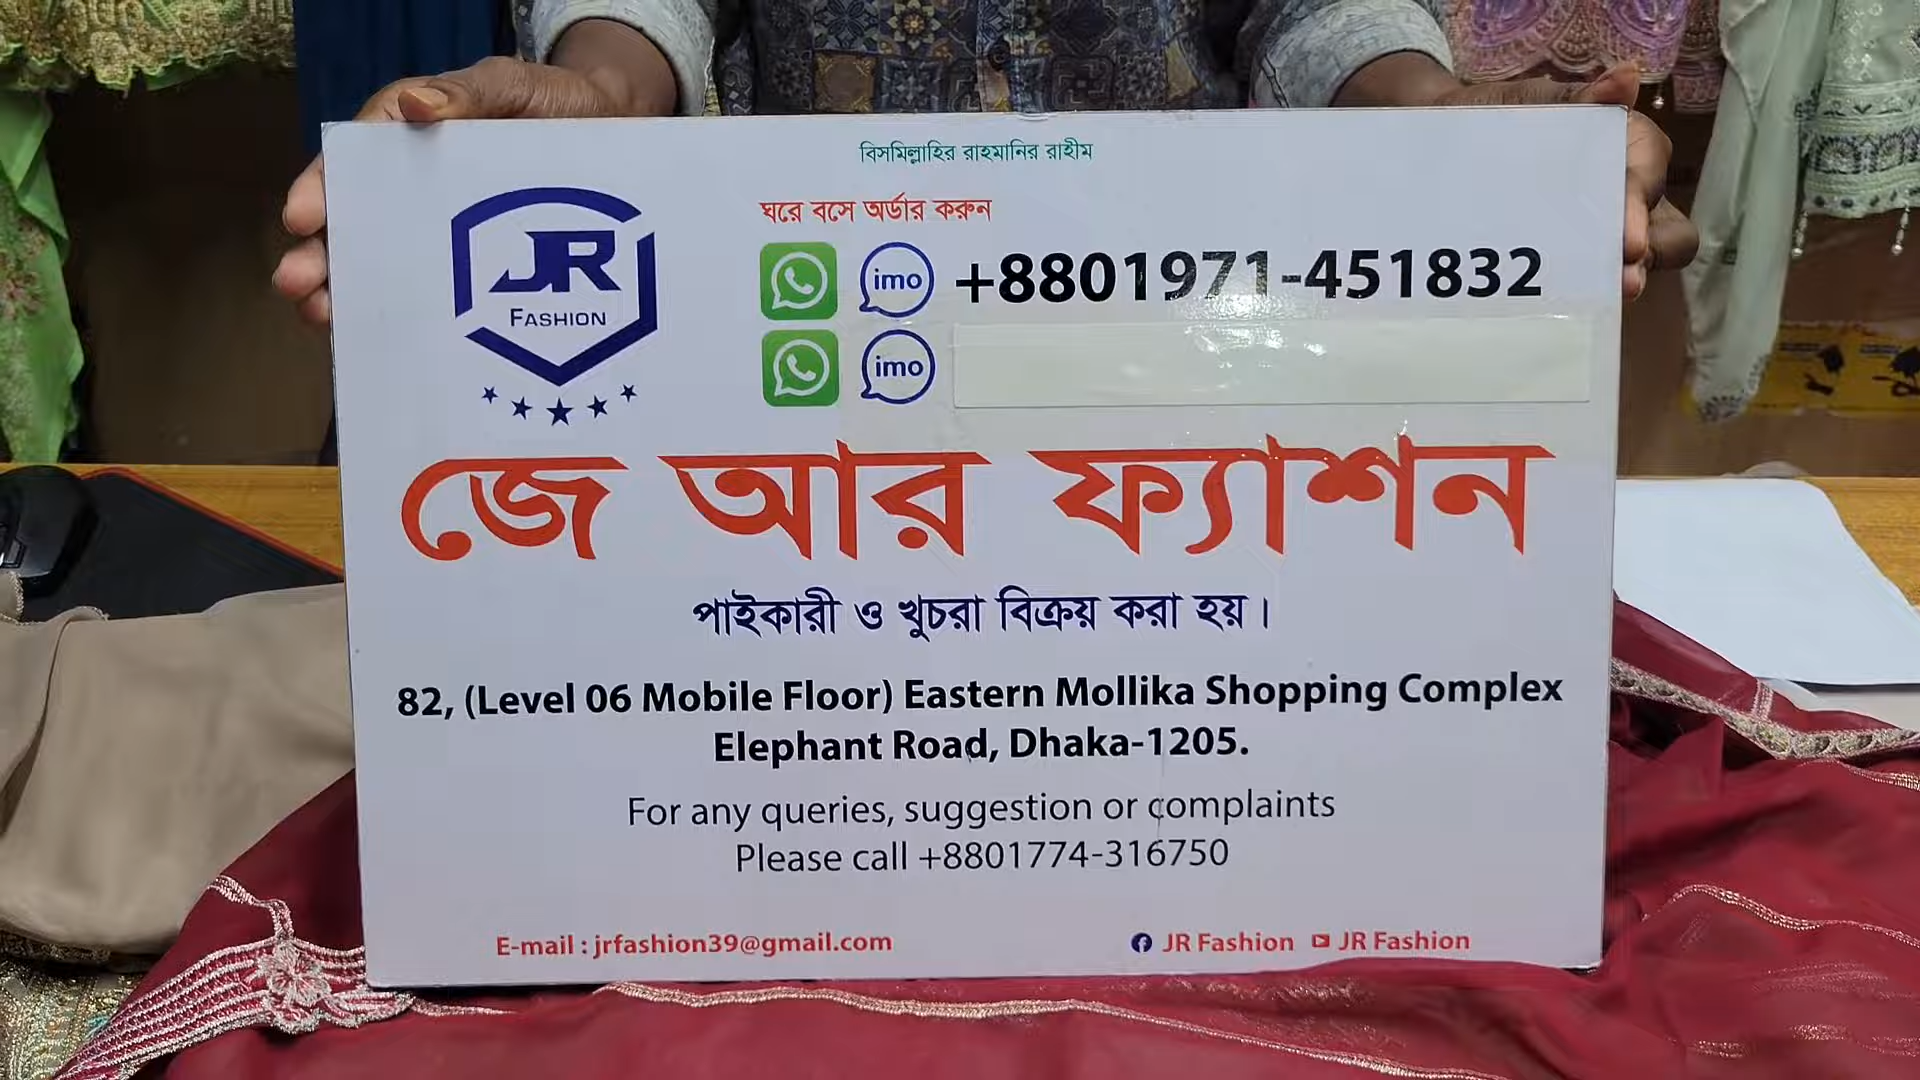 বিসমিল্লাহির রাহমানির রাহীম
JR
FASHION
ঘরে বসে অর্ডার করুন
imo +8801971-451832
imo
জে আর ফ্যাশন
পাইকারী ও খুচরা বিক্রয় করা হয়।
82, (Level 06 Mobile Floor) Eastern Mollika Shopping Complex
Elephant Road, Dhaka-1205.
For any queries, suggestion or complaints
Please call +8801774-316750
E-mail : jrfashion39@gmail.com
JR Fashion JR Fashion